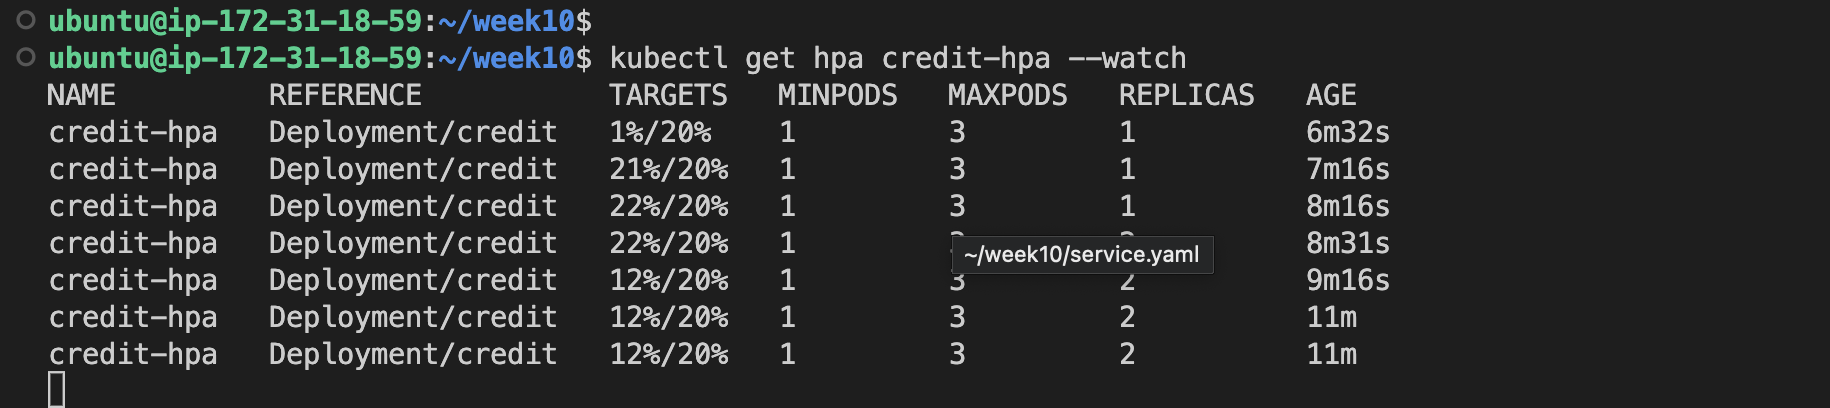 ubuntu@ip-172-31-18-59:~/week10$
ubuntu@ip-172-31-18-59:~/week10$ kubectl get hpa credit-hpa --watch
NAME REFERENCE TARGETS MINPODS MAXPODS REPLICAS AGE
credit-hpa Deployment/credit 1%/20% 1 3 1 6m32s
credit-hpa Deployment/credit 21%/20% 1 3 1 7m16s
credit-hpa Deployment/credit 22%/20% 1 3 1 8m16s
credit-hpa Deployment/credit 22%/20% 1 8m31s
~/week10/service.yaml
credit-hpa Deployment/credit 12%/20% 1 3 2 9m16s
credit-hpa Deployment/credit 12%/20% 1 3 2 11m
credit-hpa Deployment/credit 12%/20% 1 3 2 11m